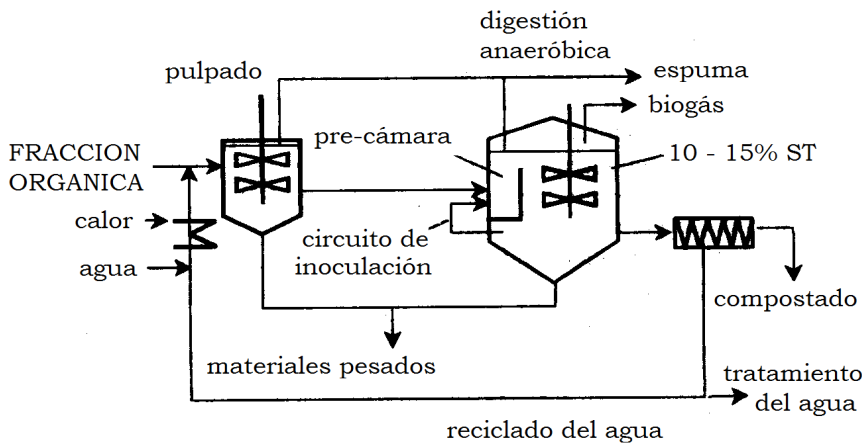 digestión
anaeróbica
pulpado
espuma
biogás
pre-cámara
FRACCION
ORGANICA
10 - 15% ST
calor
circuito de
inoculación
agua
compostado
materiales pesados
tratamiento
del agua
reciclado del agua